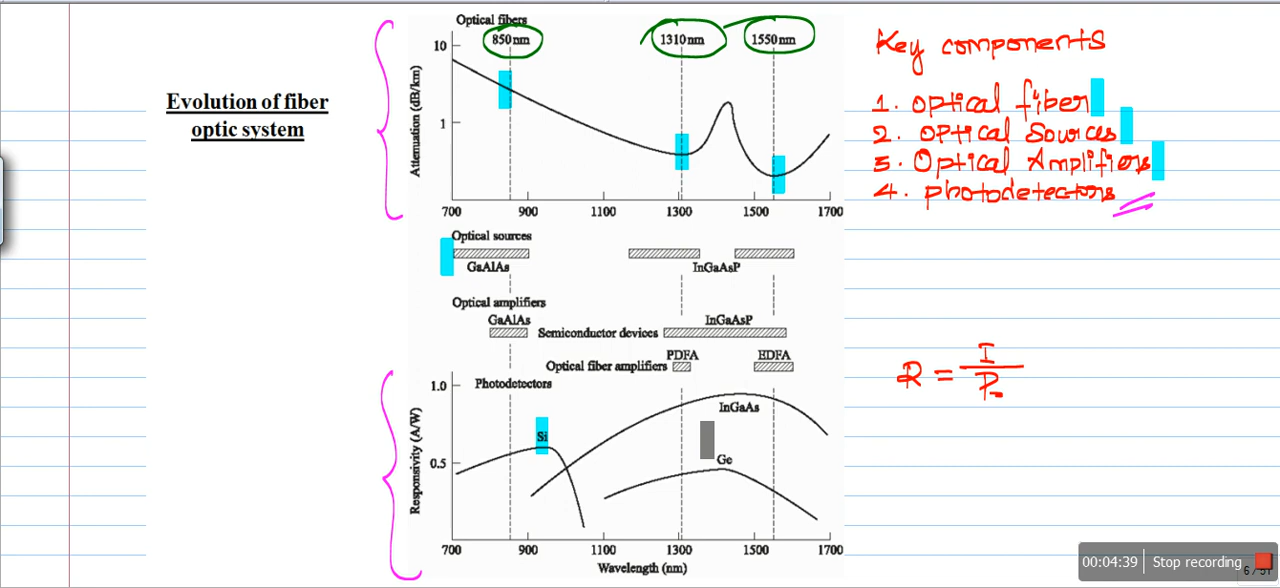 Evolution of fiber
optic system
Optical fibers
850 nm 1310 nm 1550 nm
Attenuation (dB/km)
10
1
700 900 1100 1300 1500 1700
Optical sources
GaAlAs InGaAsP
Optical amplifiers
GaAlAs InGaAsP
Semiconductor devices
PDFA EDFA
Optical fiber amplifiers
Photodetectors
Responsivity (A/W)
1.0
0.5
InGaAs
Si
Ge
700 900 1100 1300 1500 1700
Wavelength (nm)
Key components
1. Optical fiber
2. Optical Sources
3. Optical Amplifiers
4. Photodetectors
R = I / P
00:04:39 Stop recording
6 / 51